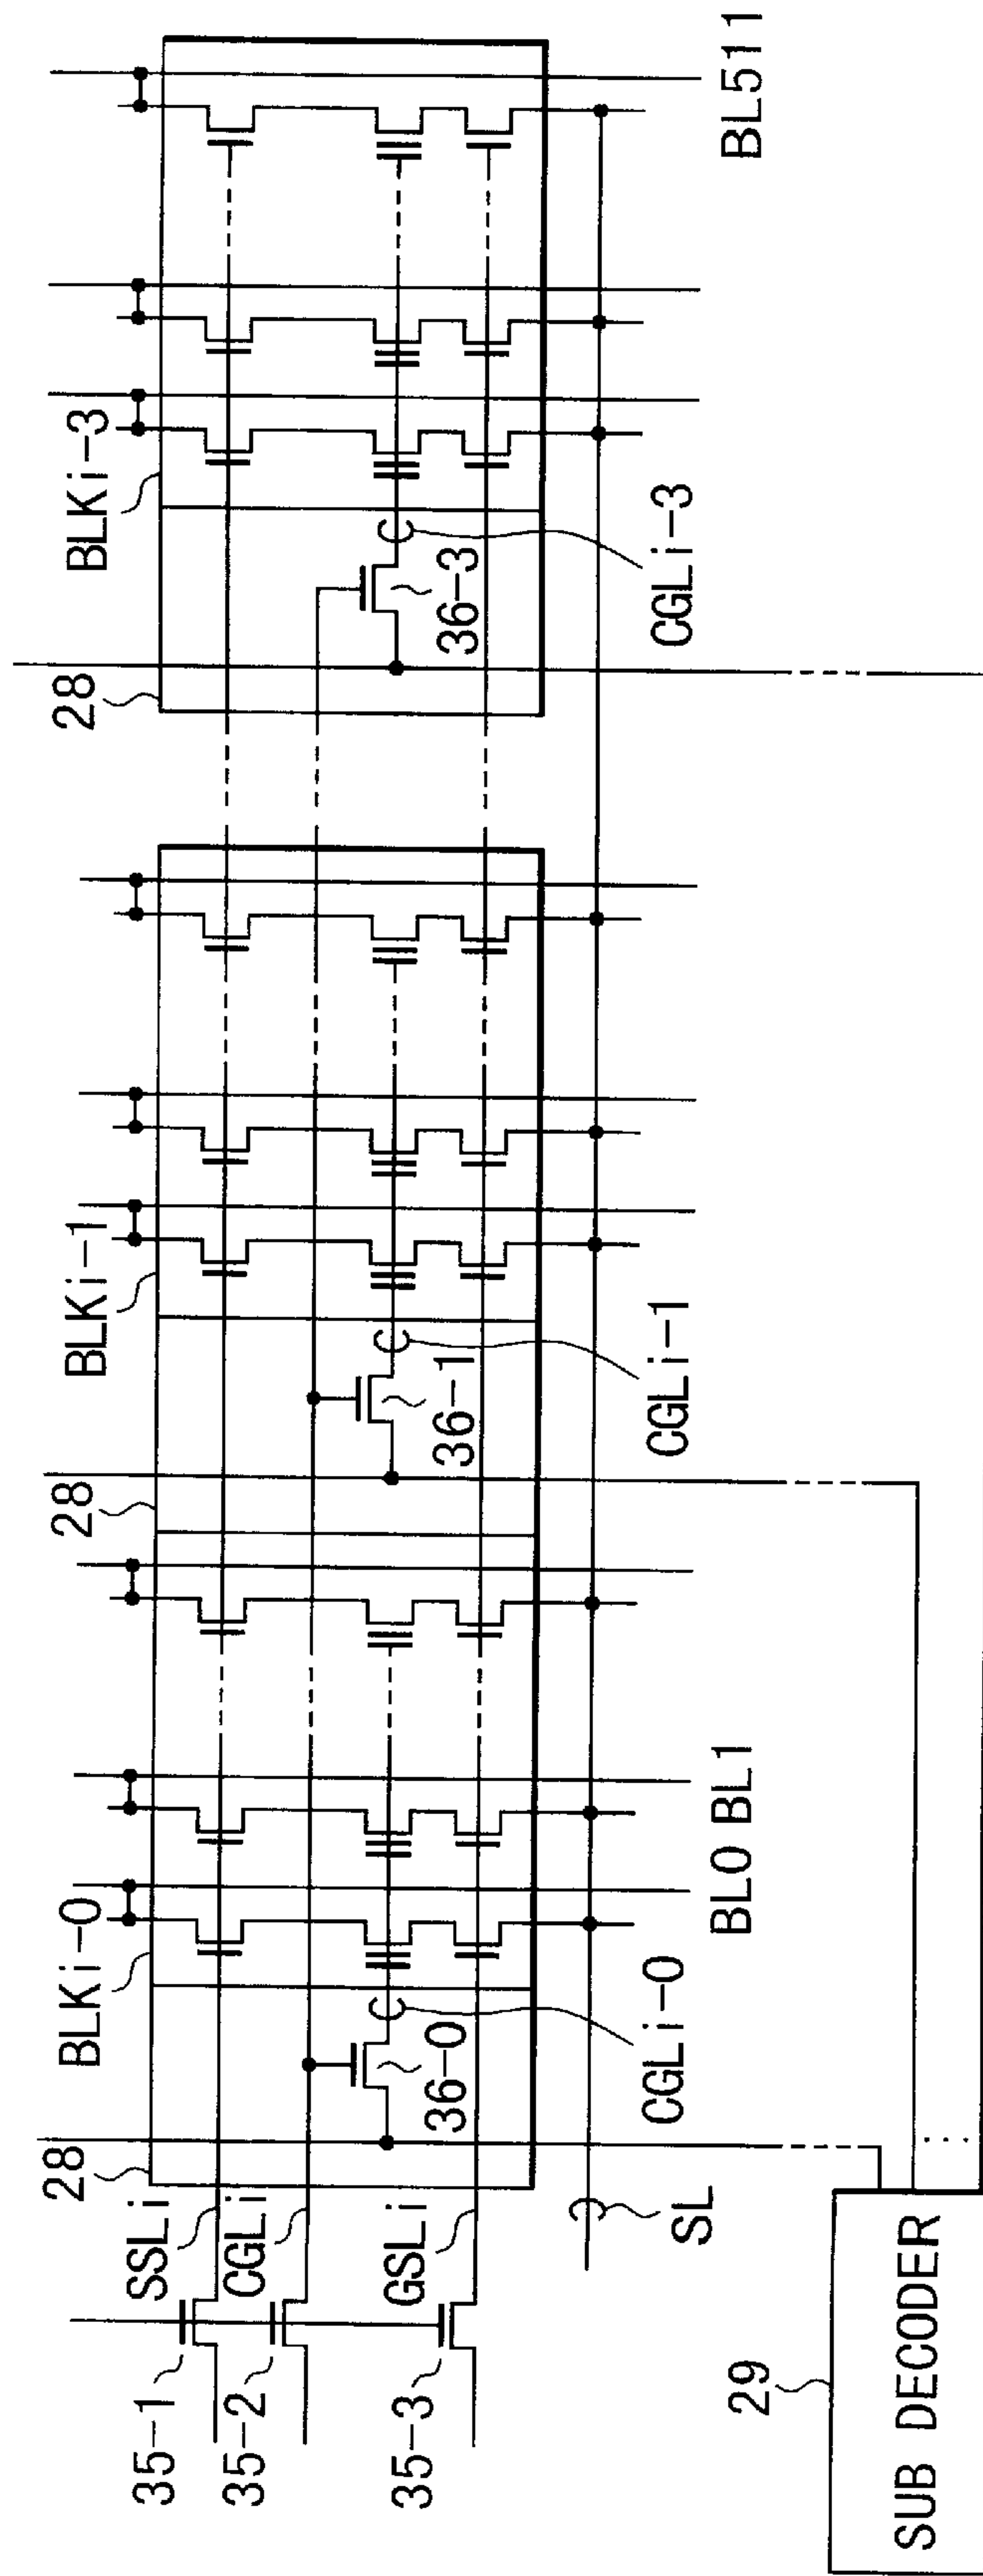 28
BLKi-0
28
BLKi-1
28
BLKi-3
35-1
SSLi
35-2
CGLi
35-3
GSLi
36-0
36-1
36-3
SL
CGLi-0
CGLi-1
CGLi-3
BL0 BL1
BL511
29
SUB DECODER